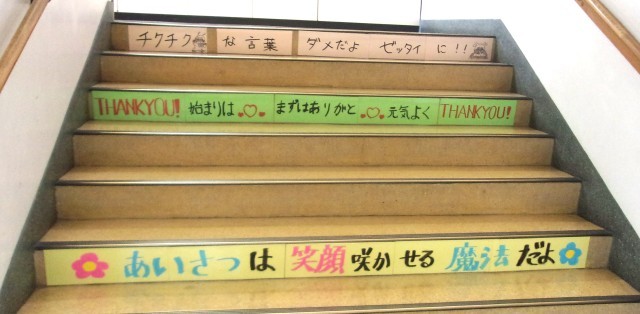 チクチク な言葉 ダメだよ ゼッタイ に!!
THANKYOU! 始まりは まずはありがと 元気よく THANKYOU!
あいさつは 笑顔 咲かせる 魔法だよ